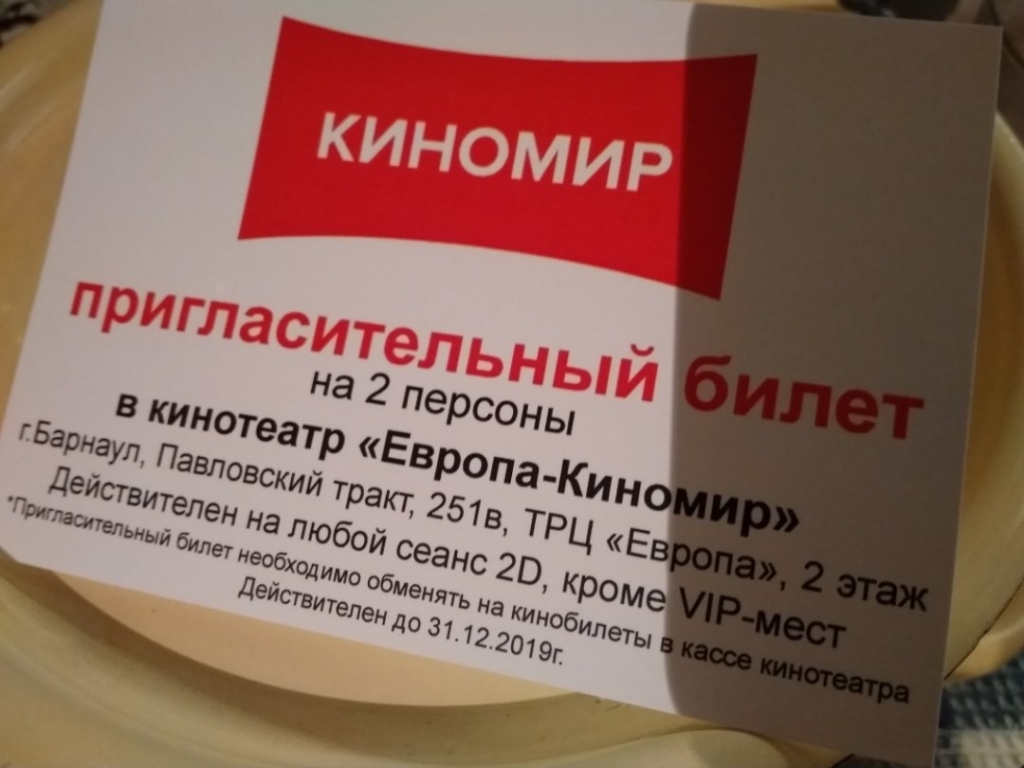 КИНОМИР
пригласительный билет
на 2 персоны
в кинотеатр «Европа-Киномир»
г.Барнаул, Павловский тракт, 251в, ТРЦ «Европа», 2 этаж
Действителен на любой сеанс 2D, кроме VIP-мест
*Пригласительный билет необходимо обменять на кинобилеты в кассе кинотеатра
Действителен до 31.12.2019г.